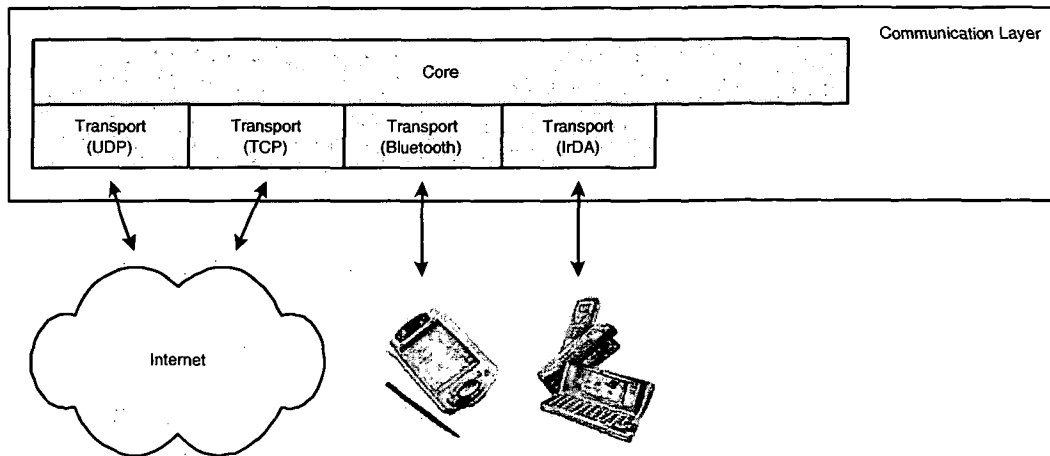 Communication Layer
Core
Transport
(UDP)
Transport
(TCP)
Transport
(Bluetooth)
Transport
(IrDA)
Internet